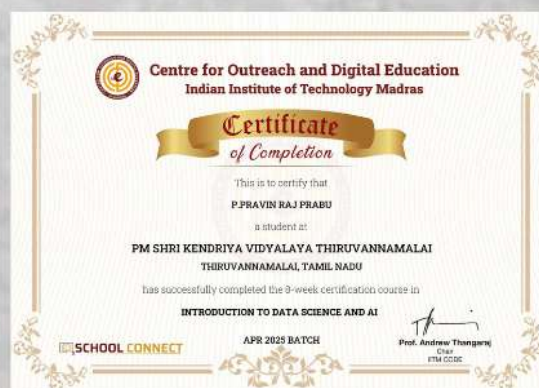 Centre for Outreach and Digital Education
Indian Institute of Technology Madras
Certificate
of Completion
This is to certify that
P.PRAVIN RAJ PRABU
a student at
PM SHRI KENDRIYA VIDYALAYA THIRUVANNAMALAI
THIRUVANNAMALAI, TAMIL NADU
has successfully completed the 8-week certification course in
INTRODUCTION TO DATA SCIENCE AND AI
APR 2025 BATCH
SCHOOL CONNECT
Prof. Andrew Thangaraj
Chair
IITM CODE